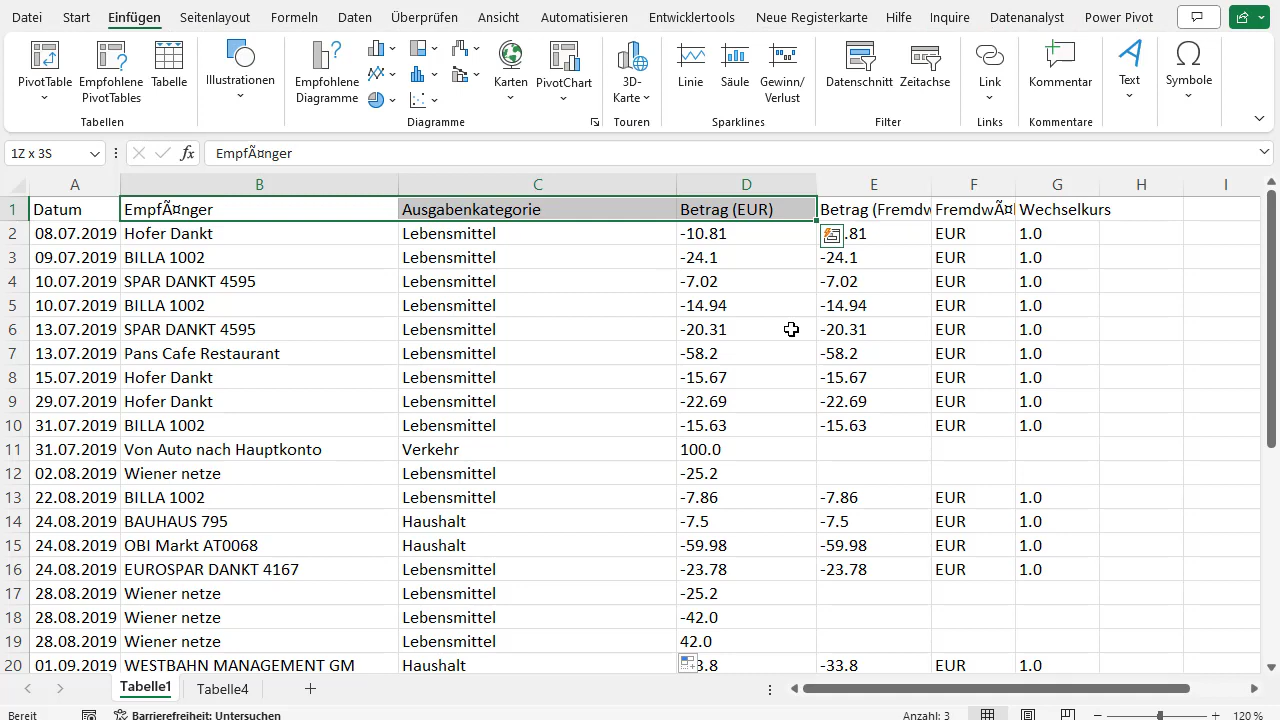 Datei Start Einfügen Seitenlayout Formeln Daten Überprüfen Ansicht Automatisieren Entwicklertools Neue Registerkarte Hilfe Inquire Datenanalyst Power Pivot
PivotTable Empfohlene PivotTables Tabelle Illustrationen Empfohlene Diagramme Karten PivotChart 3D-Karte Linie Säule Gewinn/Verlust Datenschnitt Zeitachse Link Kommentar Text Symbole
Tabellen Diagramme Touren Sparklines Filter Links Kommentare
1Z x 3S fx EmpfÃ¤nger
A B C D E F G H I
1 Datum EmpfÃ¤nger Ausgabenkategorie Betrag (EUR) Betrag (Fremdw FremdwÃ¤ Wechselkurs
2 08.07.2019 Hofer Dankt Lebensmittel -10.81 .81 EUR 1.0
3 09.07.2019 BILLA 1002 Lebensmittel -24.1 -24.1 EUR 1.0
4 10.07.2019 SPAR DANKT 4595 Lebensmittel -7.02 -7.02 EUR 1.0
5 10.07.2019 BILLA 1002 Lebensmittel -14.94 -14.94 EUR 1.0
6 13.07.2019 SPAR DANKT 4595 Lebensmittel -20.31 -20.31 EUR 1.0
7 13.07.2019 Pans Cafe Restaurant Lebensmittel -58.2 -58.2 EUR 1.0
8 15.07.2019 Hofer Dankt Lebensmittel -15.67 -15.67 EUR 1.0
9 29.07.2019 Hofer Dankt Lebensmittel -22.69 -22.69 EUR 1.0
10 31.07.2019 BILLA 1002 Lebensmittel -15.63 -15.63 EUR 1.0
11 31.07.2019 Von Auto nach Hauptkonto Verkehr 100.0
12 02.08.2019 Wiener netze Lebensmittel -25.2
13 22.08.2019 BILLA 1002 Lebensmittel -7.86 -7.86 EUR 1.0
14 24.08.2019 BAUHAUS 795 Haushalt -7.5 -7.5 EUR 1.0
15 24.08.2019 OBI Markt AT0068 Haushalt -59.98 -59.98 EUR 1.0
16 24.08.2019 EUROSPAR DANKT 4167 Lebensmittel -23.78 -23.78 EUR 1.0
17 28.08.2019 Wiener netze Lebensmittel -25.2
18 28.08.2019 Wiener netze Lebensmittel -42.0
19 28.08.2019 Wiener netze Lebensmittel 42.0
20 01.09.2019 WESTBAHN MANAGEMENT GM Haushalt 3.8 -33.8 EUR 1.0
Tabelle1 Tabelle4
Bereit Barrierefreiheit: Untersuchen Anzahl: 3 120 %